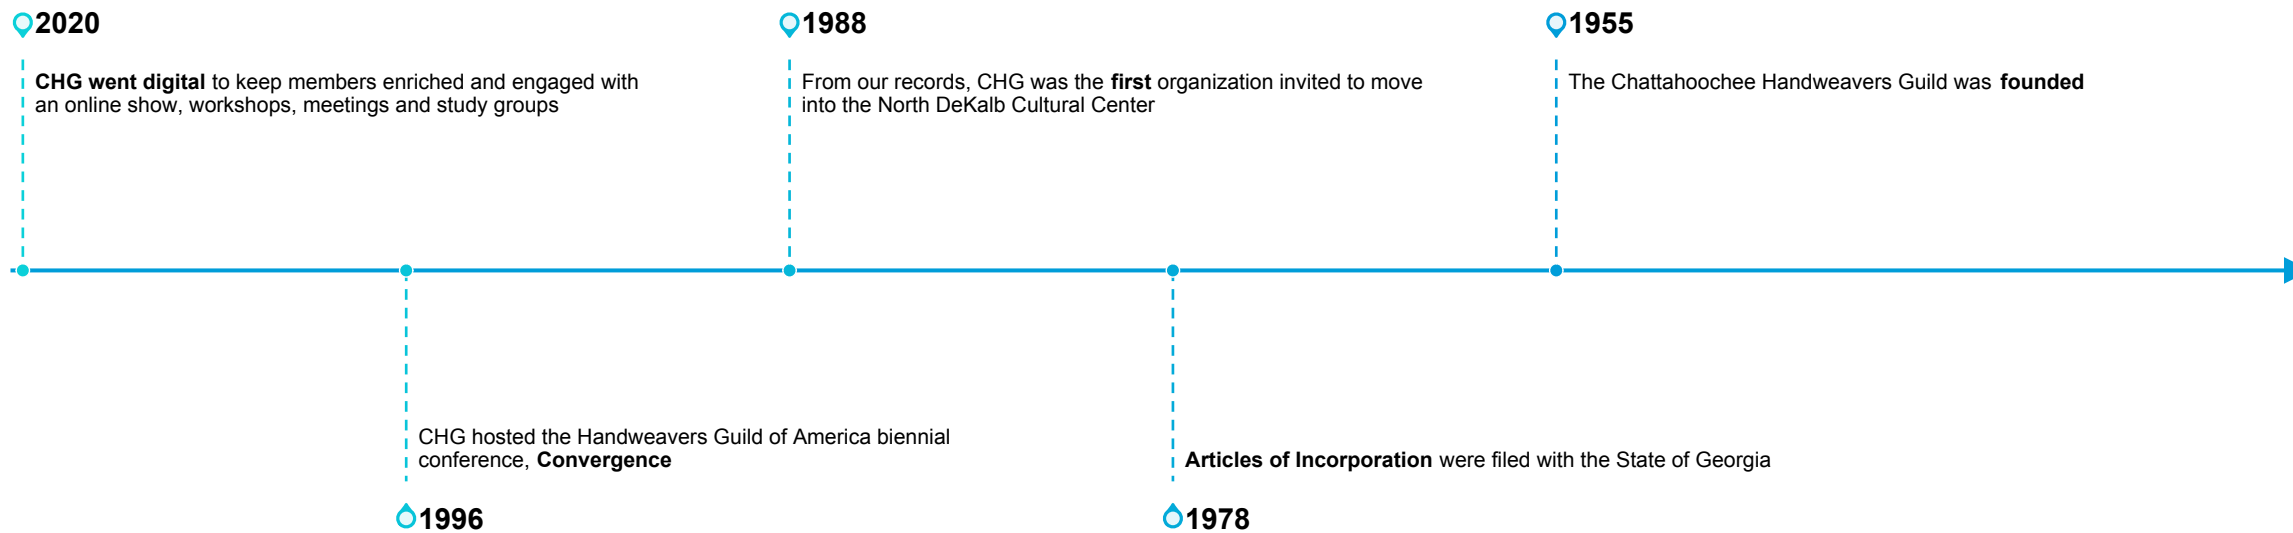 2020
CHG went digital to keep members enriched and engaged with
an online show, workshops, meetings and study groups
1988
From our records, CHG was the first organization invited to move
into the North DeKalb Cultural Center
1955
The Chattahoochee Handweavers Guild was founded
CHG hosted the Handweavers Guild of America biennial
conference, Convergence
1996
Articles of Incorporation were filed with the State of Georgia
1978